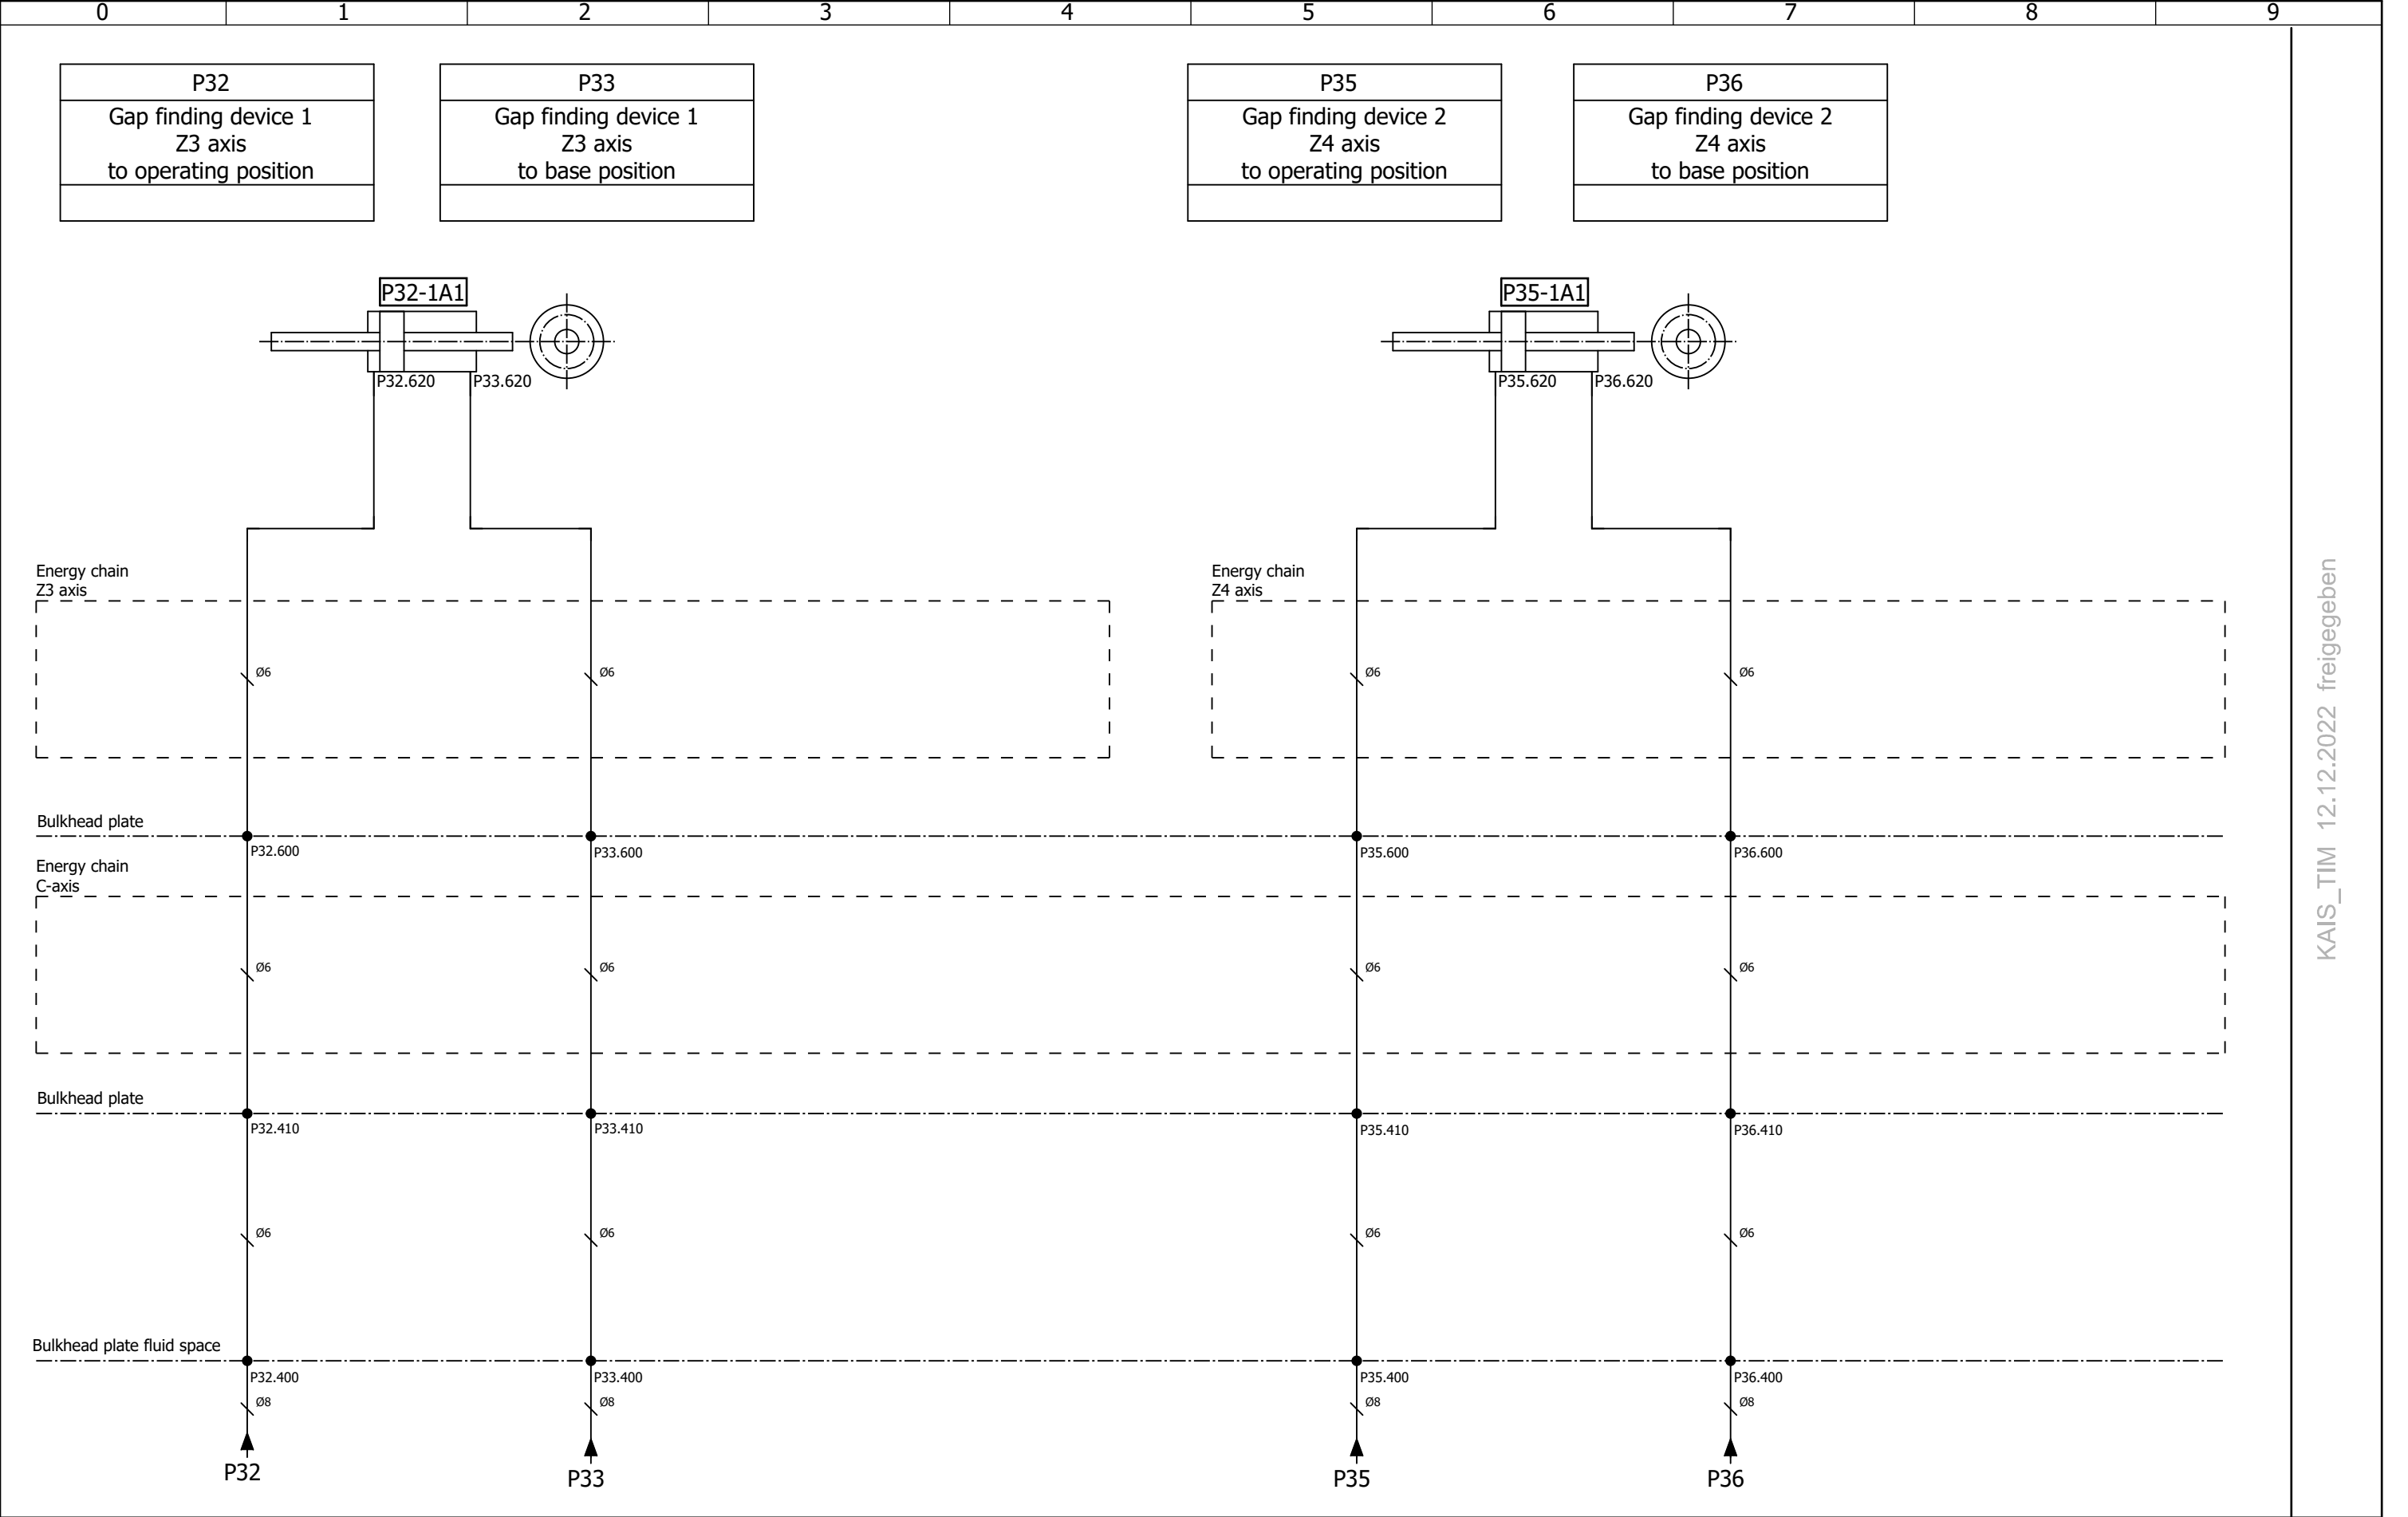 0 1 2 3 4 5 6 7 8 9
P32
Gap finding device 1
Z3 axis
to operating position
P33
Gap finding device 1
Z3 axis
to base position
P35
Gap finding device 2
Z4 axis
to operating position
P36
Gap finding device 2
Z4 axis
to base position
P32-1A1
P35-1A1
P32.620 P33.620
P35.620 P36.620
Energy chain
Z3 axis
Energy chain
Z4 axis
Ø6 Ø6 Ø6 Ø6
Bulkhead plate
P32.600 P33.600 P35.600 P36.600
Energy chain
C-axis
Ø6 Ø6 Ø6 Ø6
Bulkhead plate
P32.410 P33.410 P35.410 P36.410
Ø6 Ø6 Ø6 Ø6
Bulkhead plate fluid space
P32.400 P33.400 P35.400 P36.400
Ø8 Ø8 Ø8 Ø8
P32 P33 P35 P36
KAIS_TIM 12.12.2022 freigegeben